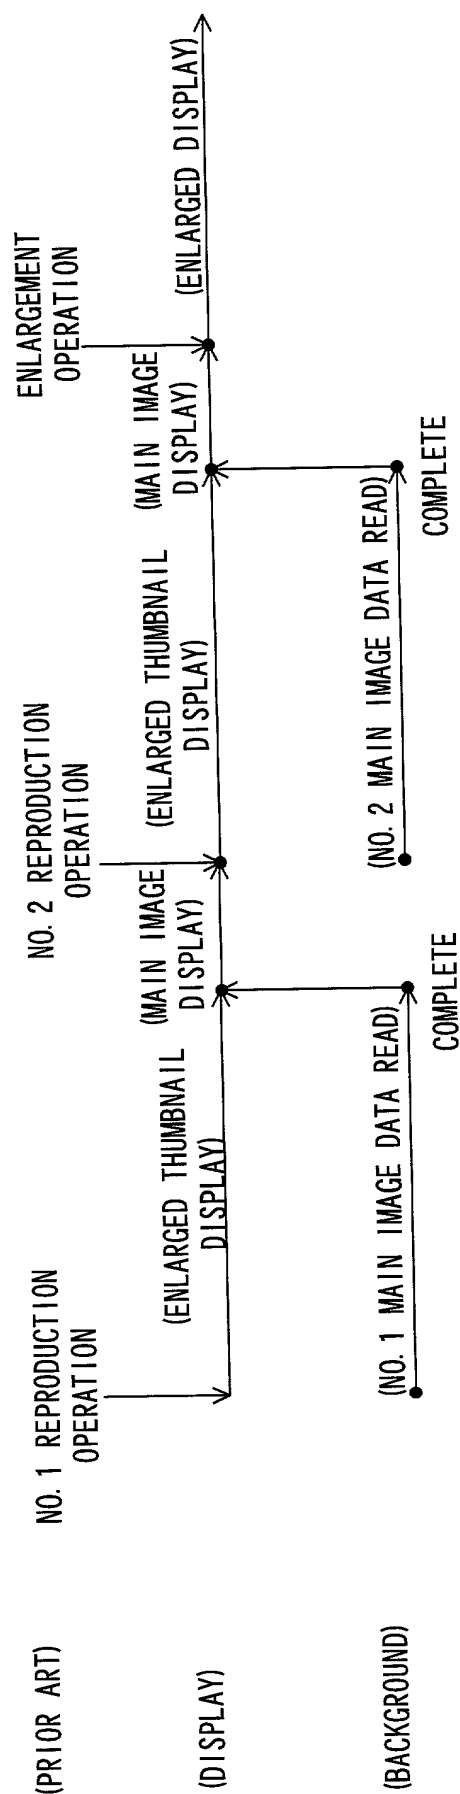 (PRIOR ART)
NO. 1 REPRODUCTION
OPERATION
NO. 2 REPRODUCTION
OPERATION
ENLARGEMENT
OPERATION
(DISPLAY)
(ENLARGED THUMBNAIL
DISPLAY)
(MAIN IMAGE
DISPLAY)
(ENLARGED THUMBNAIL
DISPLAY)
(MAIN IMAGE
DISPLAY)
(ENLARGED DISPLAY)
(BACKGROUND)
(NO. 1 MAIN IMAGE DATA READ)
COMPLETE
(NO. 2 MAIN IMAGE DATA READ)
COMPLETE